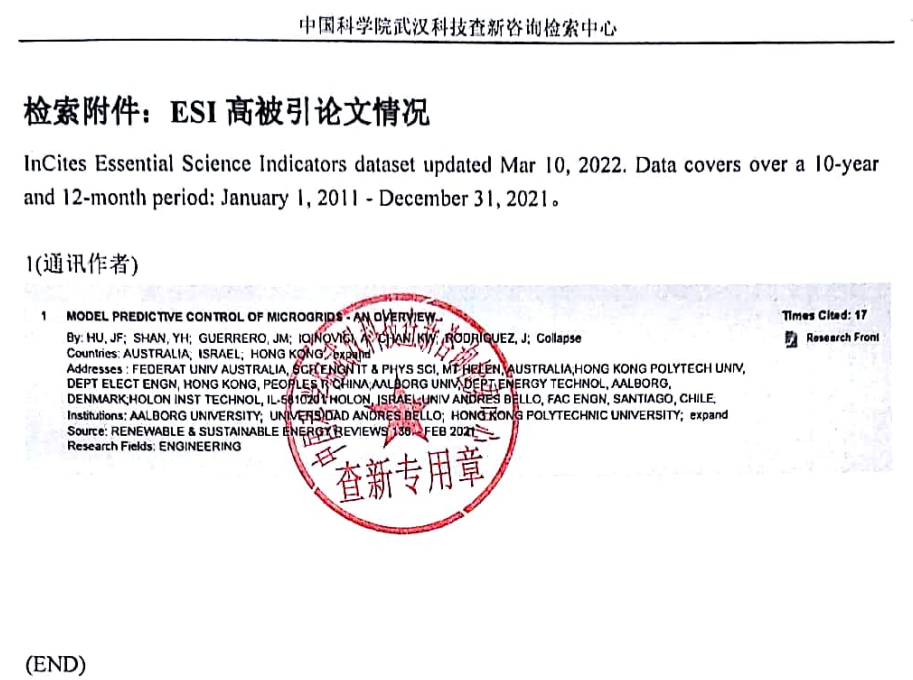 中国科学院武汉科技查新咨询检索中心
检索附件：ESI 高被引论文情况
InCites Essential Science Indicators dataset updated Mar 10, 2022. Data covers over a 10-year
and 12-month period: January 1, 2011 - December 31, 2021。
1(通讯作者)
1 MODEL PREDICTIVE CONTROL OF MICROGRIDS - AN OVERVIEW Times Cited: 17
By: HU, JF; SHAN, YH; GUERRERO, JM; IOINOVICI, A; CHAN, KW; RODRIGUEZ, J; Collapse Research Front
Countries: AUSTRALIA; ISRAEL; HONG KONG; expand
Addresses : FEDERAT UNIV AUSTRALIA, SCH ENGN IT & PHYS SCI, MT HELEN, AUSTRALIA,HONG KONG POLYTECH UNIV,
DEPT ELECT ENGN, HONG KONG, PEOPLES R CHINA,AALBORG UNIV, DEPT ENERGY TECHNOL, AALBORG,
DENMARK,HOLON INST TECHNOL, IL-5810201 HOLON, ISRAEL,UNIV ANDRES BELLO, FAC ENGN, SANTIAGO, CHILE,
Institutions: AALBORG UNIVERSITY; UNIVERSIDAD ANDRES BELLO; HONG KONG POLYTECHNIC UNIVERSITY; expand
Source: RENEWABLE & SUSTAINABLE ENERGY REVIEWS 138: - FEB 2021
Research Fields: ENGINEERING
查新专用章
(END)